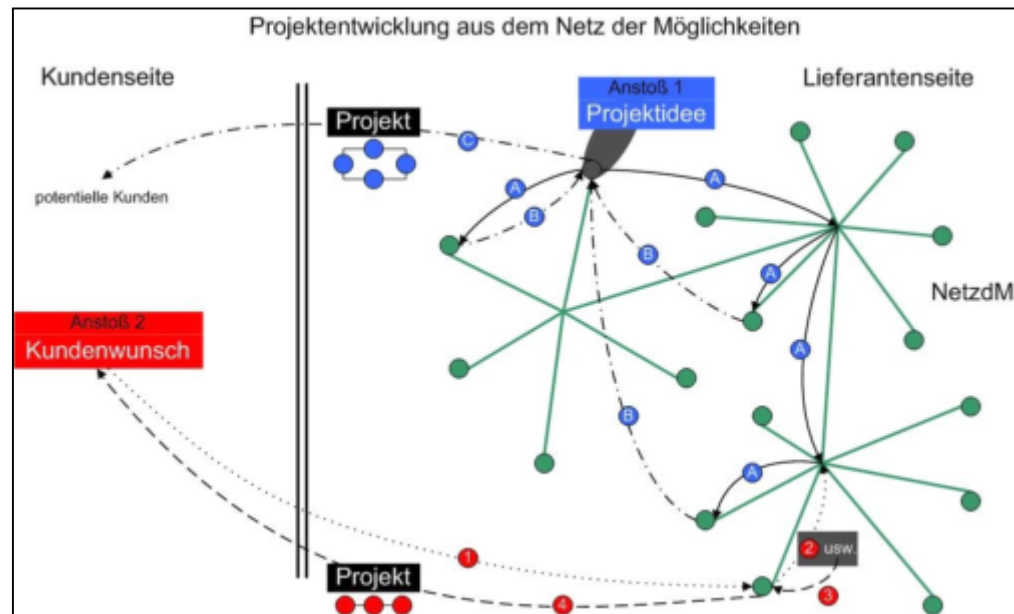 Projektentwicklung aus dem Netz der Möglichkeiten
Kundenseite
Lieferantenseite
Anstoß 1
Projektidee
Projekt
C
A
A
B
B
A
potentielle Kunden
NetzdM
Anstoß 2
Kundenwunsch
A
B
A
2 usw.
1
Projekt
4
3